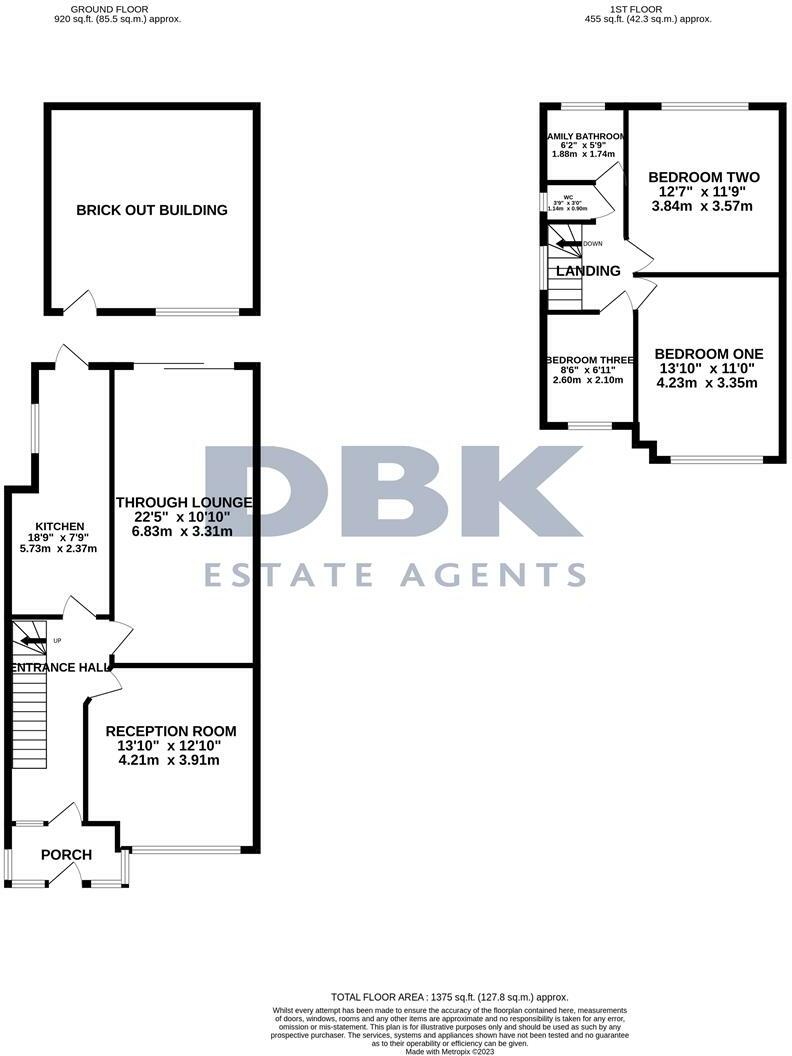 GROUND FLOOR
920 sq.ft. (85.5 sq.m.) approx.
1ST FLOOR
455 sq.ft. (42.3 sq.m.) approx.
BRICK OUT BUILDING
AMILY BATHROOM
6'2" x 5'9"
1.88m x 1.74m
BEDROOM TWO
12'7" x 11'9"
3.84m x 3.57m
WC
3'9" x 3'0"
1.14m x 0.90m
DOWN
LANDING
BEDROOM THREE
8'6" x 6'11"
2.60m x 2.10m
BEDROOM ONE
13'10" x 11'0"
4.23m x 3.35m
DBK
ESTATE AGENTS
THROUGH LOUNGE
22'5" x 10'10"
6.83m x 3.31m
KITCHEN
18'9" x 7'9"
5.73m x 2.37m
UP
ENTRANCE HALL
RECEPTION ROOM
13'10" x 12'10"
4.21m x 3.91m
PORCH
TOTAL FLOOR AREA : 1375 sq.ft. (127.8 sq.m.) approx.
Whilst every attempt has been made to ensure the accuracy of the floorplan contained here, measurements
of doors, windows, rooms and any other items are approximate and no responsibility is taken for any error,
omission or mis-statement. This plan is for illustrative purposes only and should be used as such by any
prospective purchaser. The services, systems and appliances shown have not been tested and no guarantee
as to their operability or efficiency can be given.
Made with Metropix ©2023